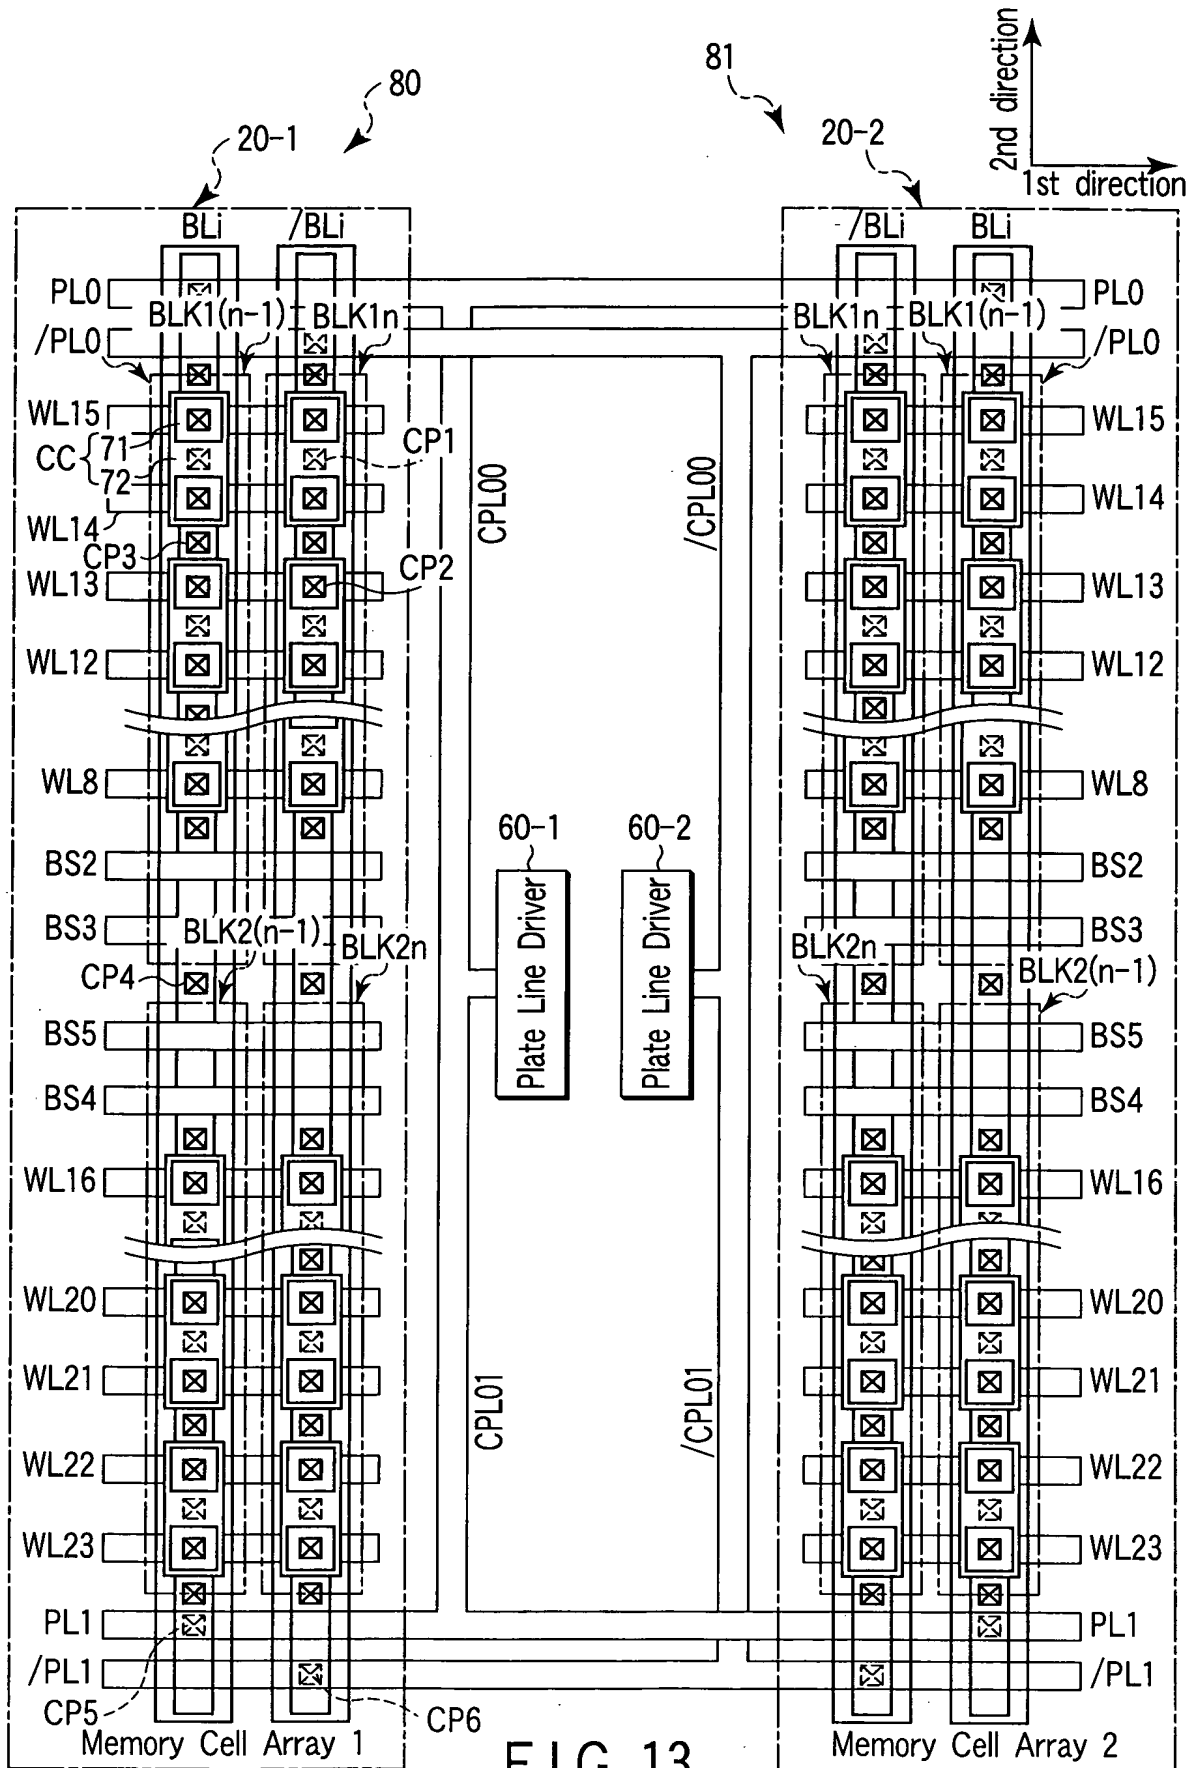 80
81
2nd direction
1st direction
20-1
20-2
BLi
/BLi
/BLi
BLi
PL0
PL0
BLK1(n-1)
BLK1n
BLK1n
BLK1(n-1)
/PL0
/PL0
WL15
WL15
CC
71
72
CP1
CPL00
/CPL00
WL14
WL14
CP3
CP2
WL13
WL13
WL12
WL12
WL8
WL8
60-1
60-2
Plate Line Driver
Plate Line Driver
BS2
BS2
BS3
BS3
BLK2(n-1)
BLK2n
BLK2n
BLK2(n-1)
CP4
BS5
BS5
BS4
BS4
WL16
WL16
WL20
WL20
WL21
WL21
CPL01
/CPL01
WL22
WL22
WL23
WL23
PL1
PL1
/PL1
/PL1
CP5
CP6
Memory Cell Array 1
Memory Cell Array 2
FIG. 13